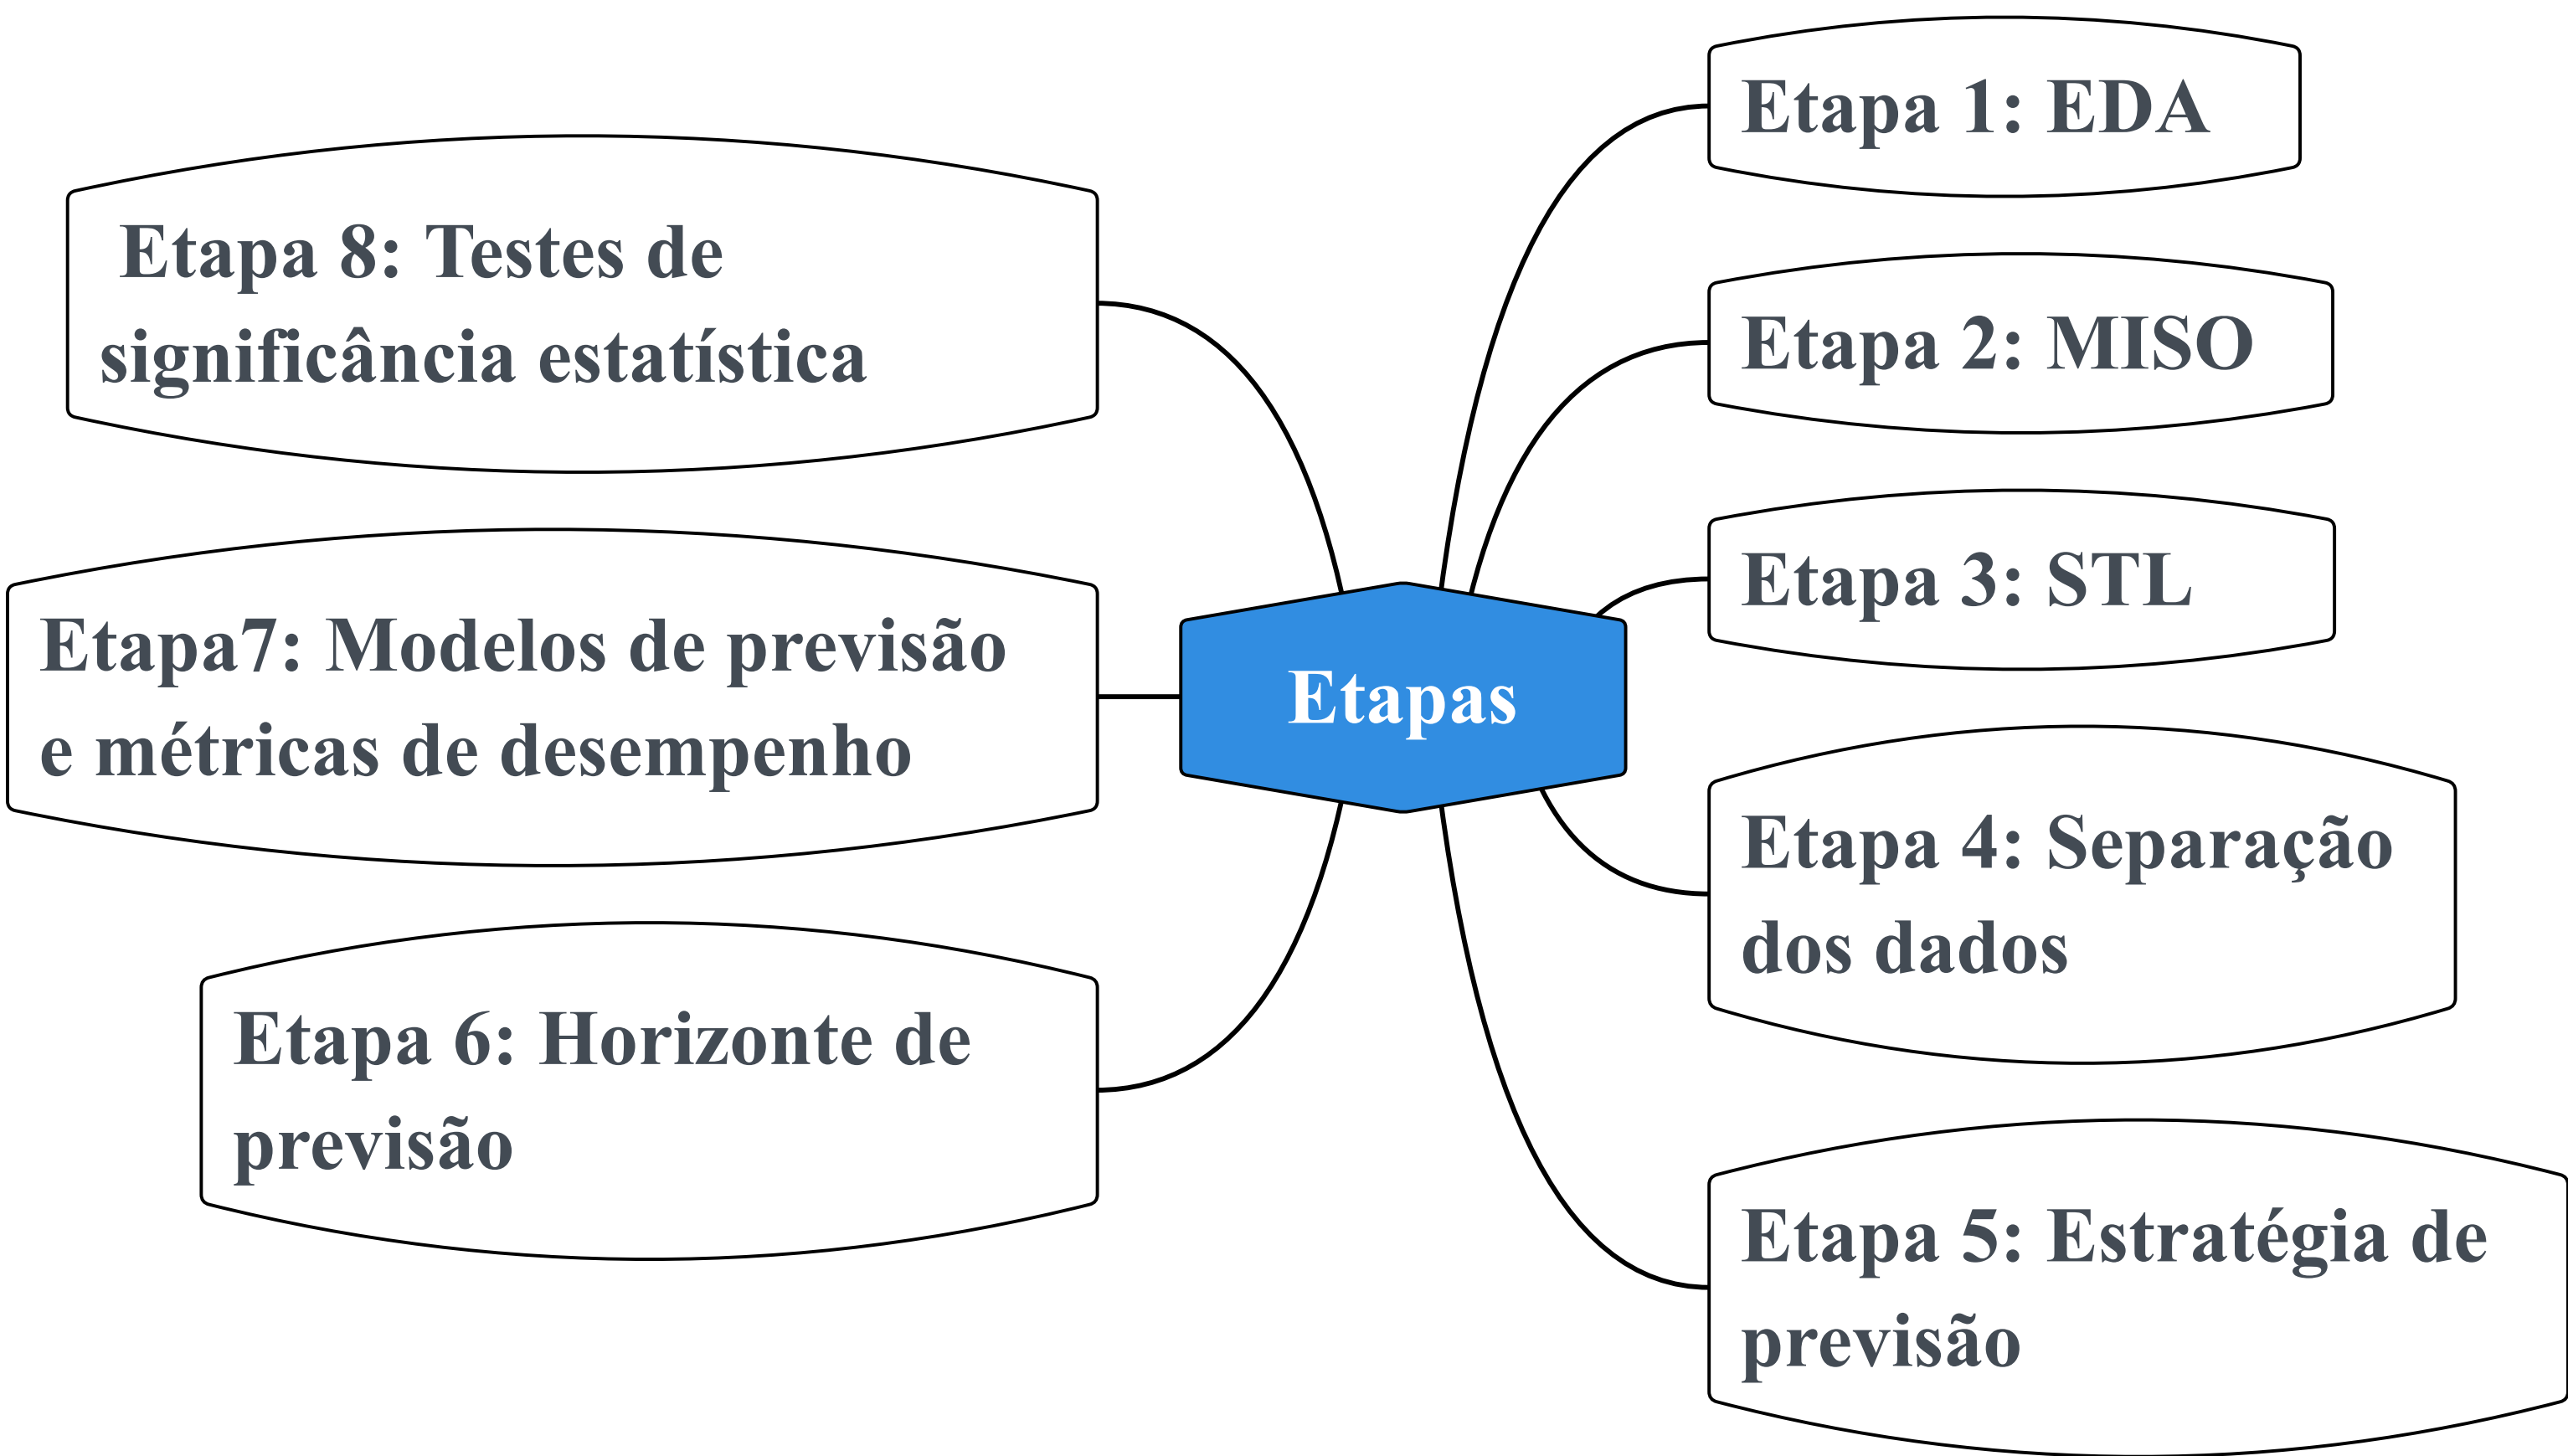 Etapas
Etapa 1: EDA
Etapa 2: MISO
Etapa 3: STL
Etapa 4: Separação
dos dados
Etapa 5: Estratégia de
previsão
Etapa 6: Horizonte de
previsão
Etapa7: Modelos de previsão
e métricas de desempenho
Etapa 8: Testes de
significância estatística